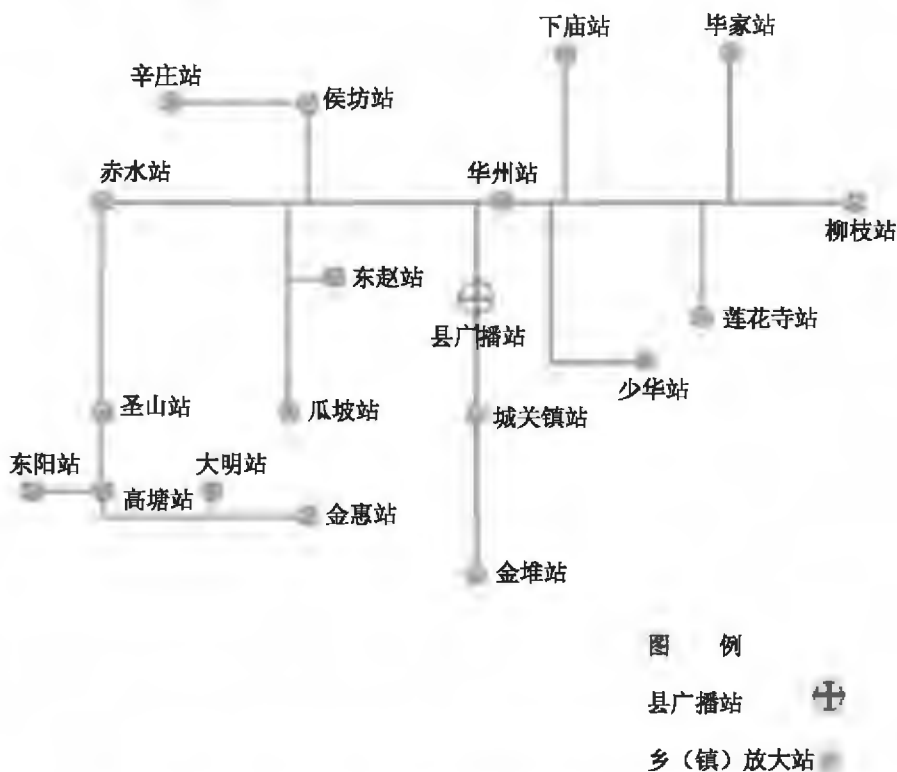 下庙站
毕家站
辛庄站
侯坊站
赤水站
华州站
柳枝站
东赵站
莲花寺站
县广播站
少华站
圣山站
瓜坡站
城关镇站
东阳站
大明站
高塘站
金惠站
金堆站
图 例
县广播站
乡（镇）放大站